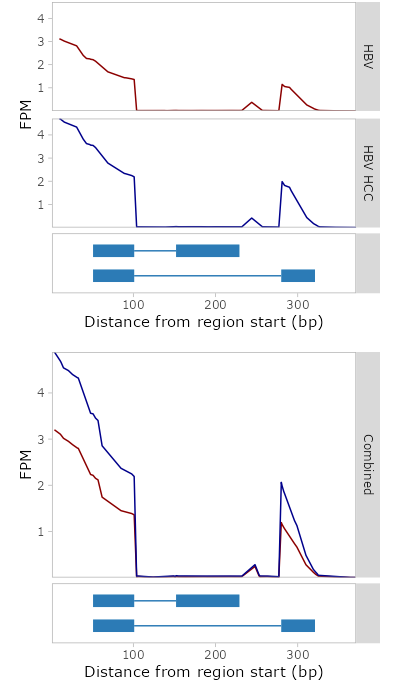 4
3
2
1
HBV
FPM
4
3
2
1
HBV HCC
100
200
300
Distance from region start (bp)
4
3
2
1
FPM
Combined
100
200
300
Distance from region start (bp)